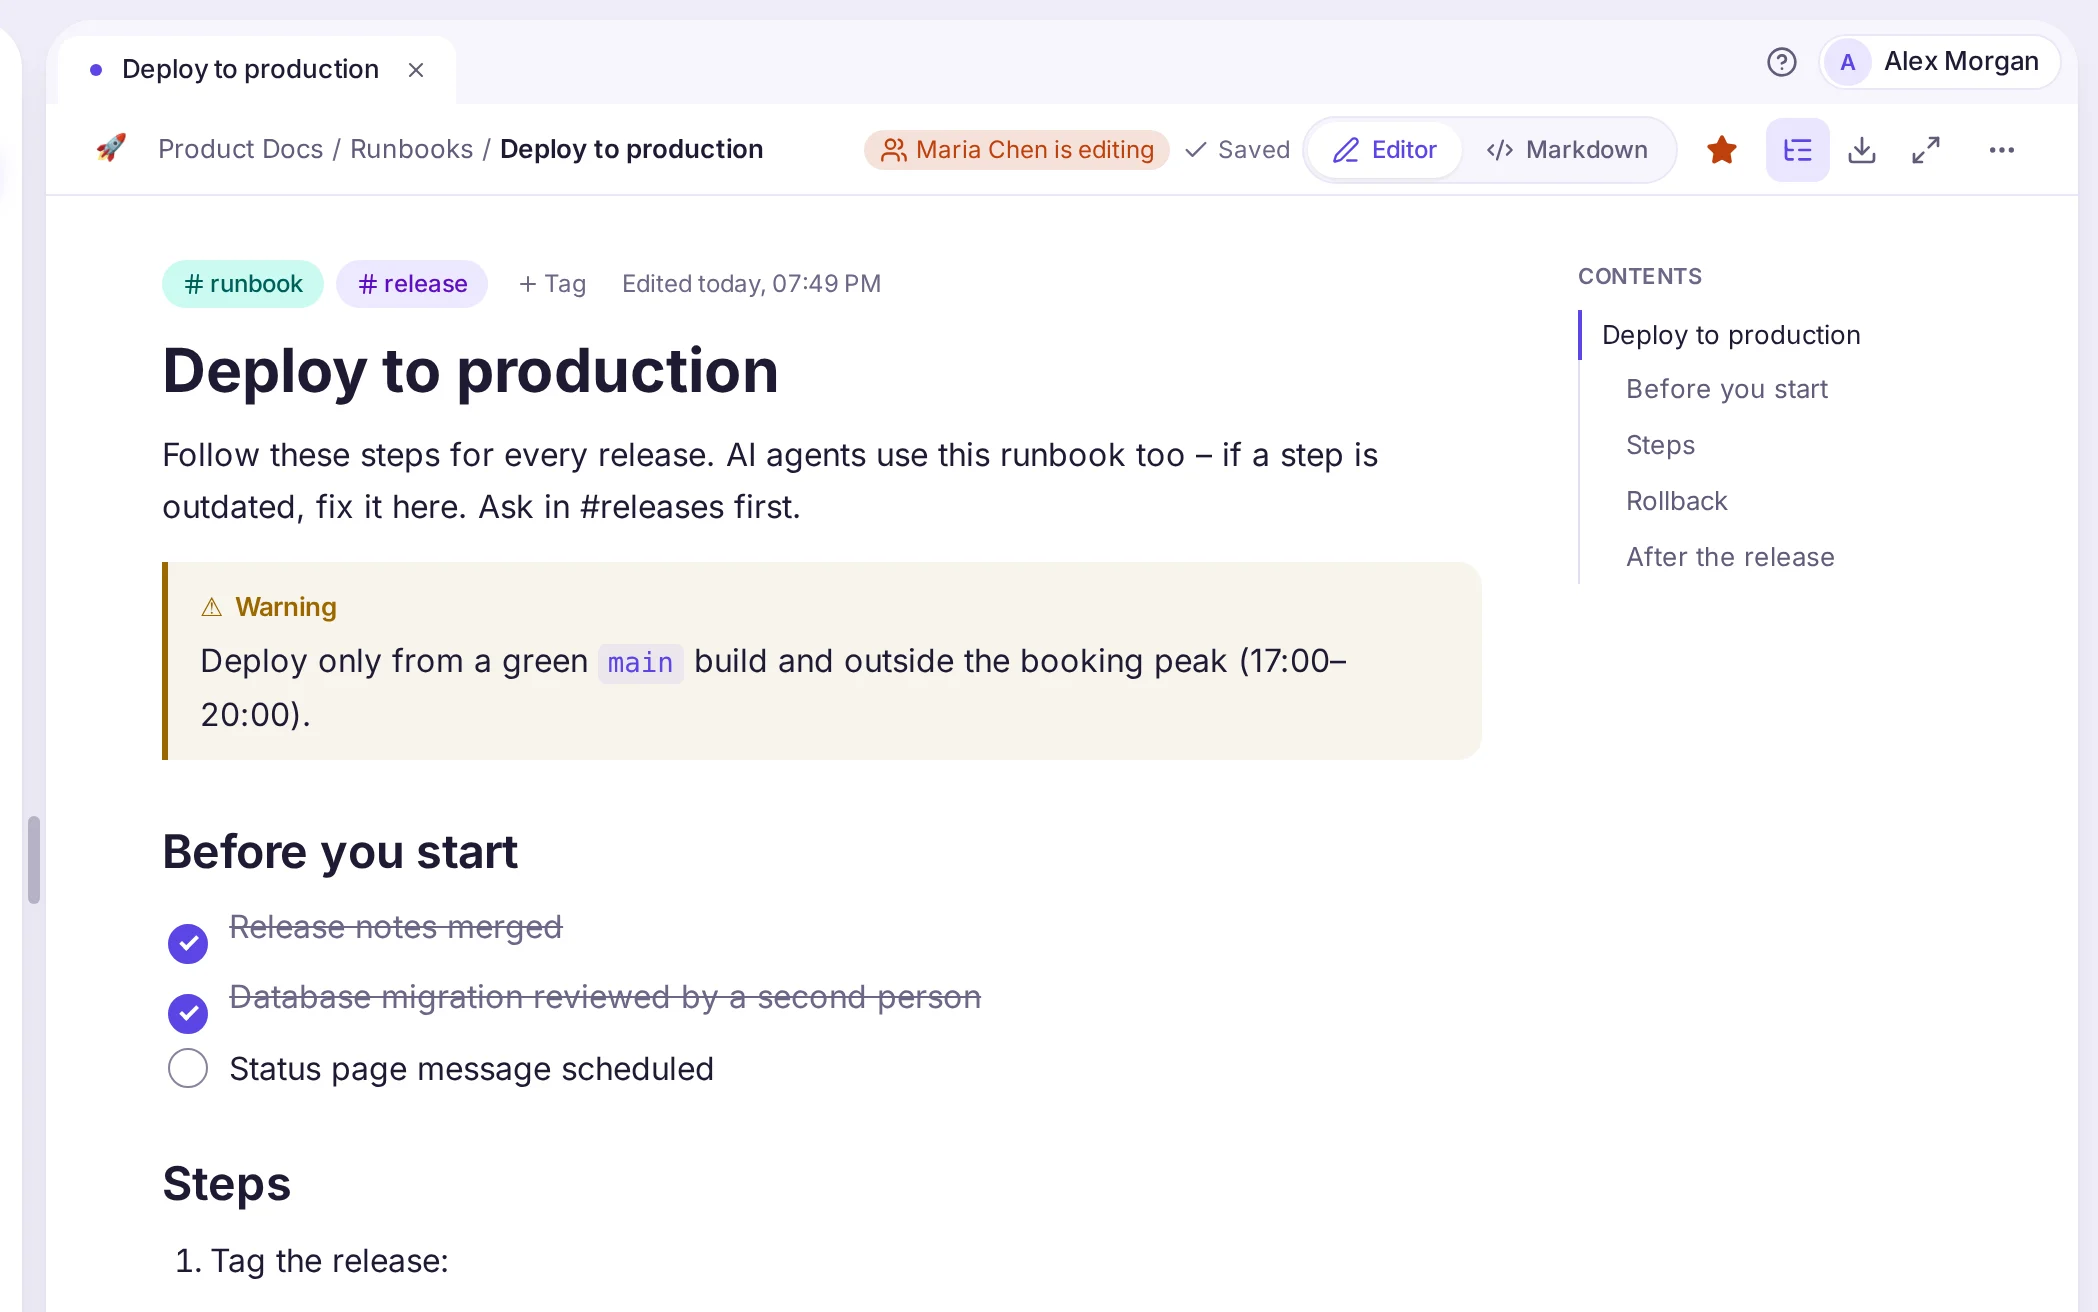 Deploy to production
A Alex Morgan
Product Docs / Runbooks / Deploy to production
Maria Chen is editing
Saved
Editor
Markdown
# runbook
# release
+ Tag
Edited today, 07:49 PM
Deploy to production
Follow these steps for every release. AI agents use this runbook too – if a step is
outdated, fix it here. Ask in #releases first.
⚠ Warning
Deploy only from a green main build and outside the booking peak (17:00–
20:00).
Before you start
Release notes merged
Database migration reviewed by a second person
Status page message scheduled
Steps
1. Tag the release:
CONTENTS
Deploy to production
Before you start
Steps
Rollback
After the release